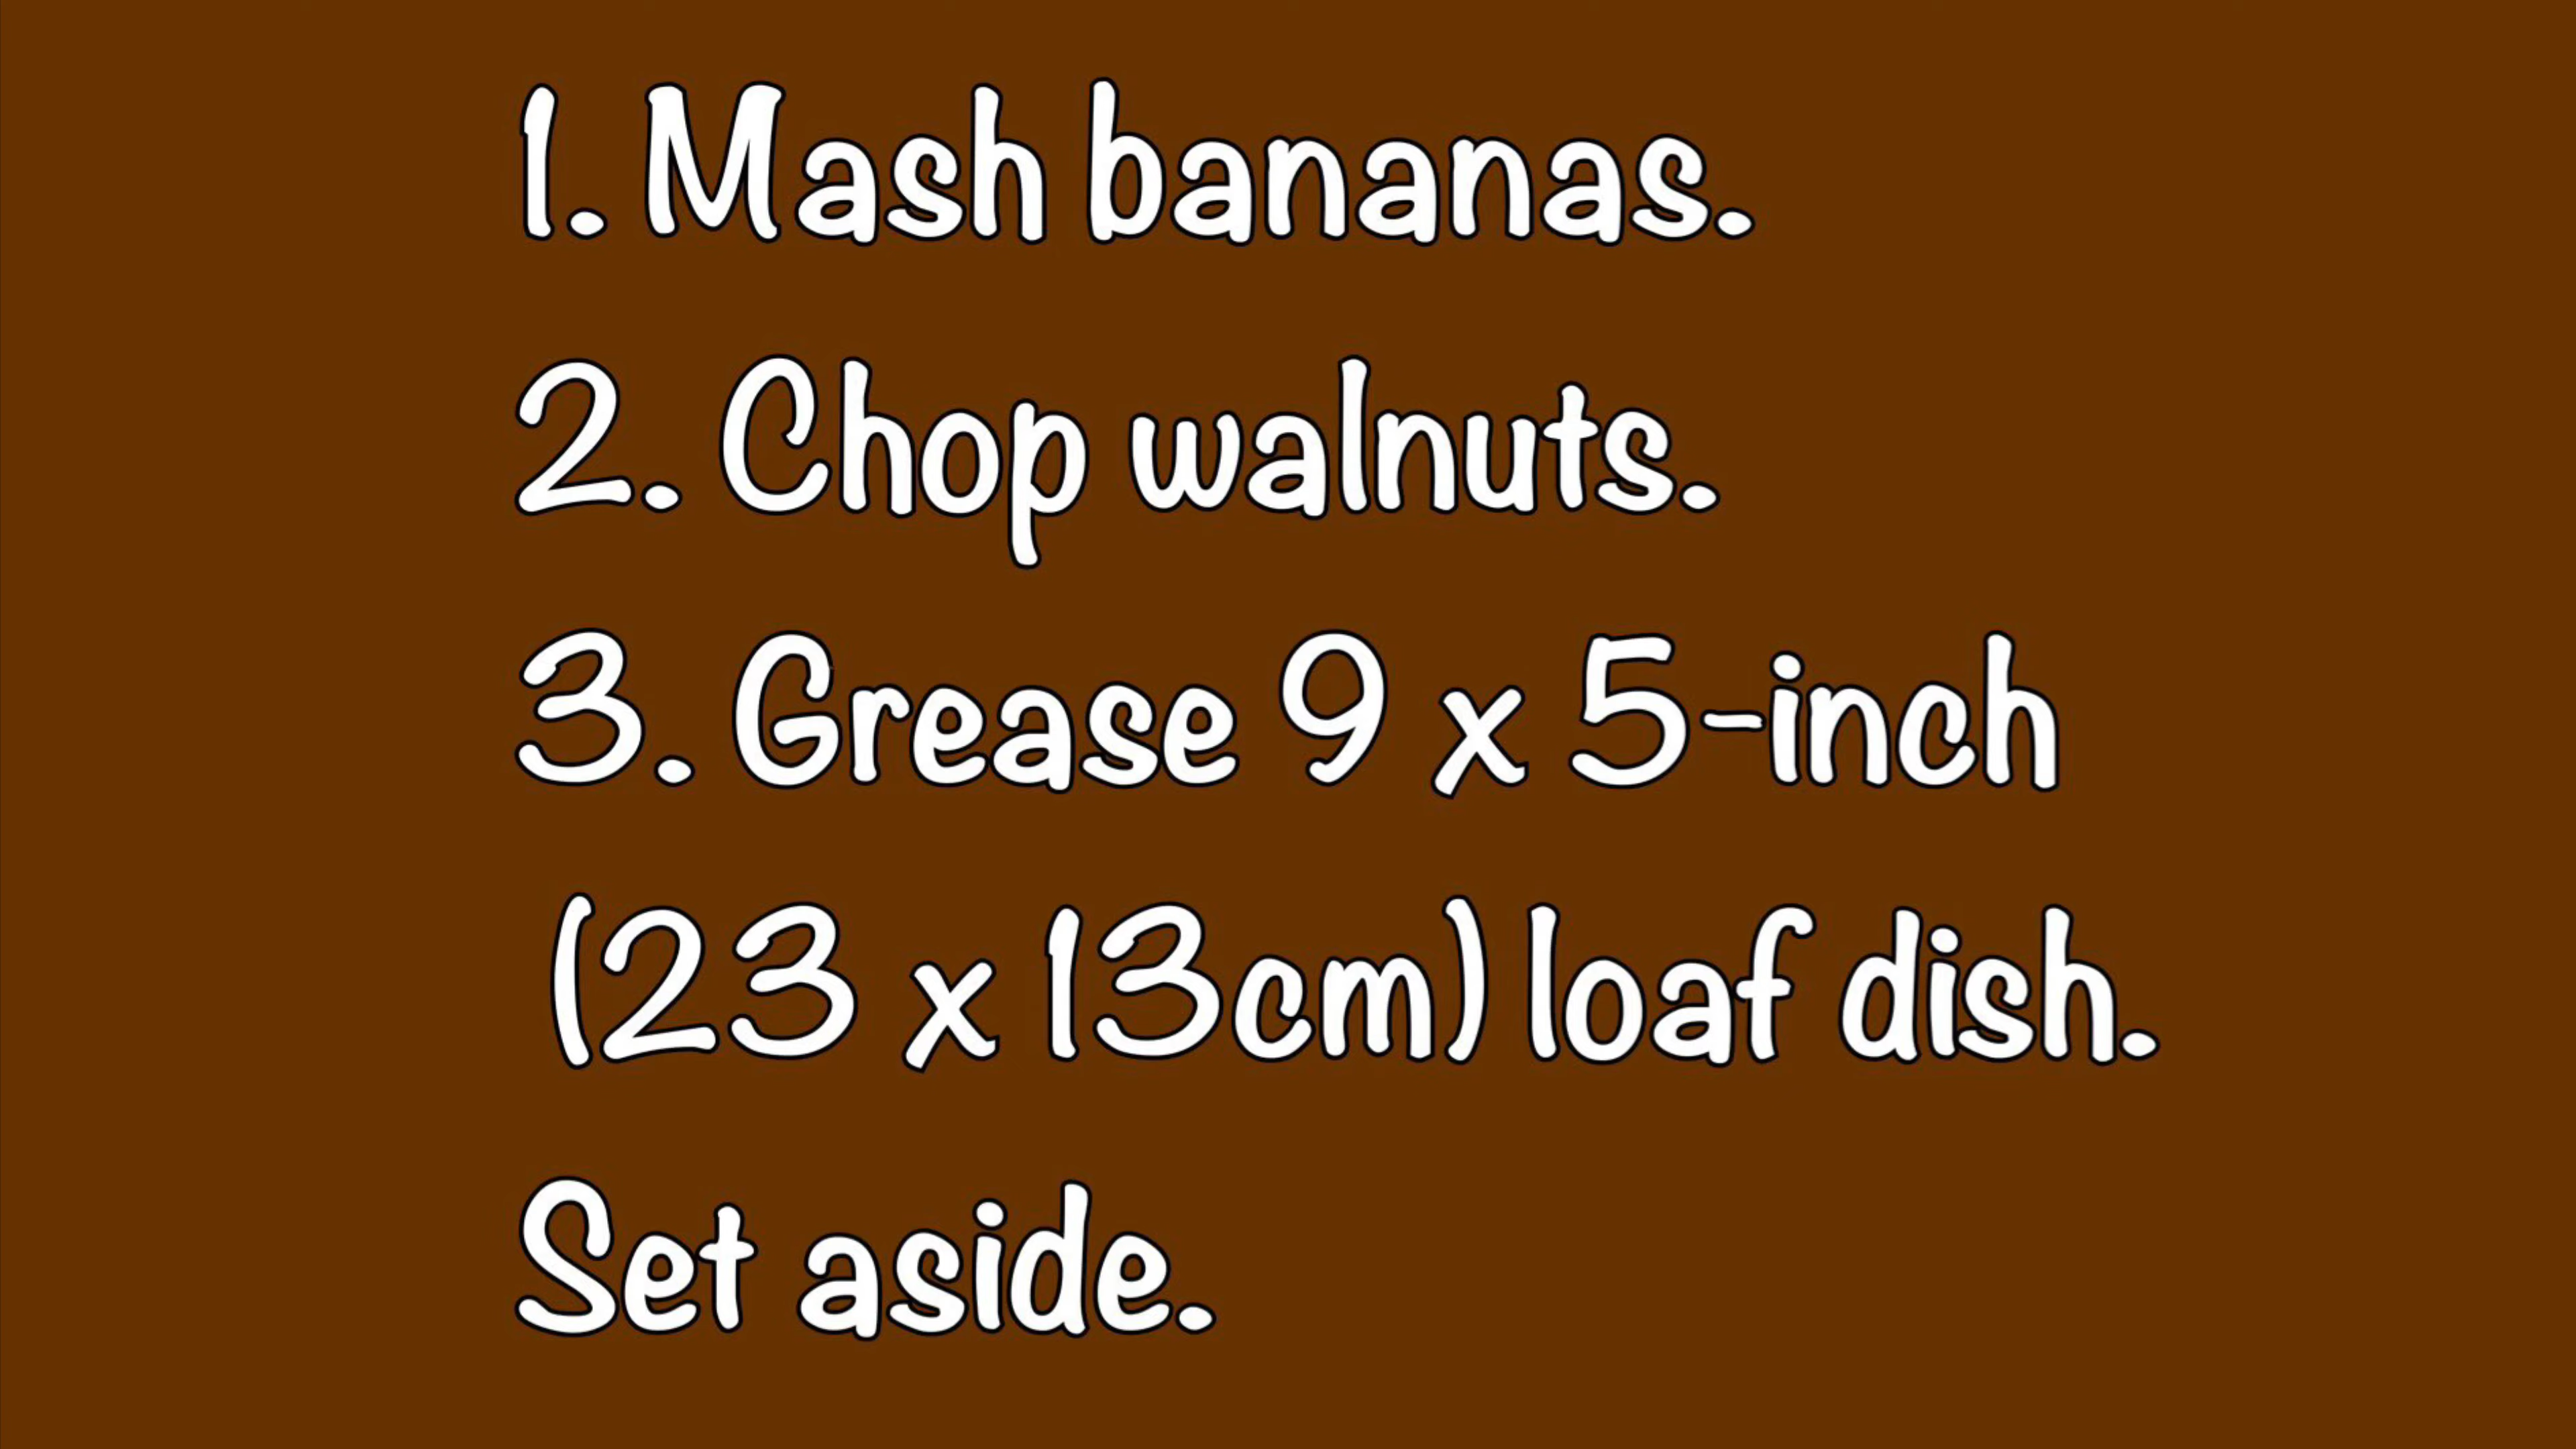 1. Mash bananas.
2. Chop walnuts.
3. Grease 9 x 5-inch
(23 x 13cm) loaf dish.
Set aside.